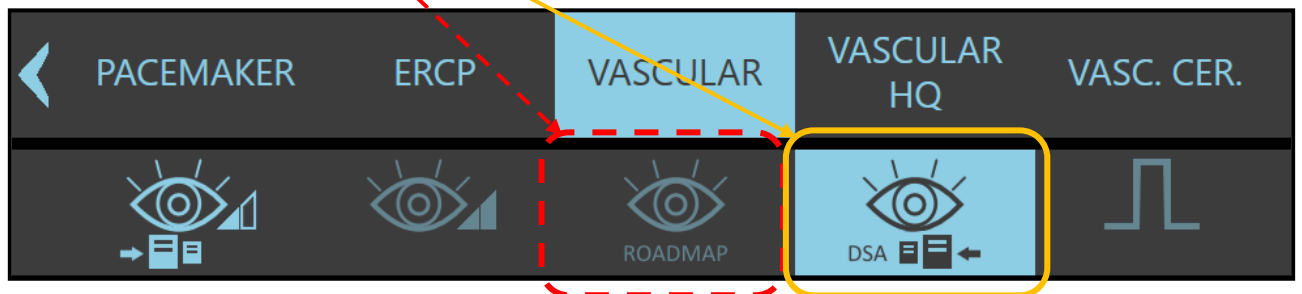 PACEMAKER
ERCP
VASCULAR
VASCULAR
HQ
VASC. CER.
ROADMAP
DSA